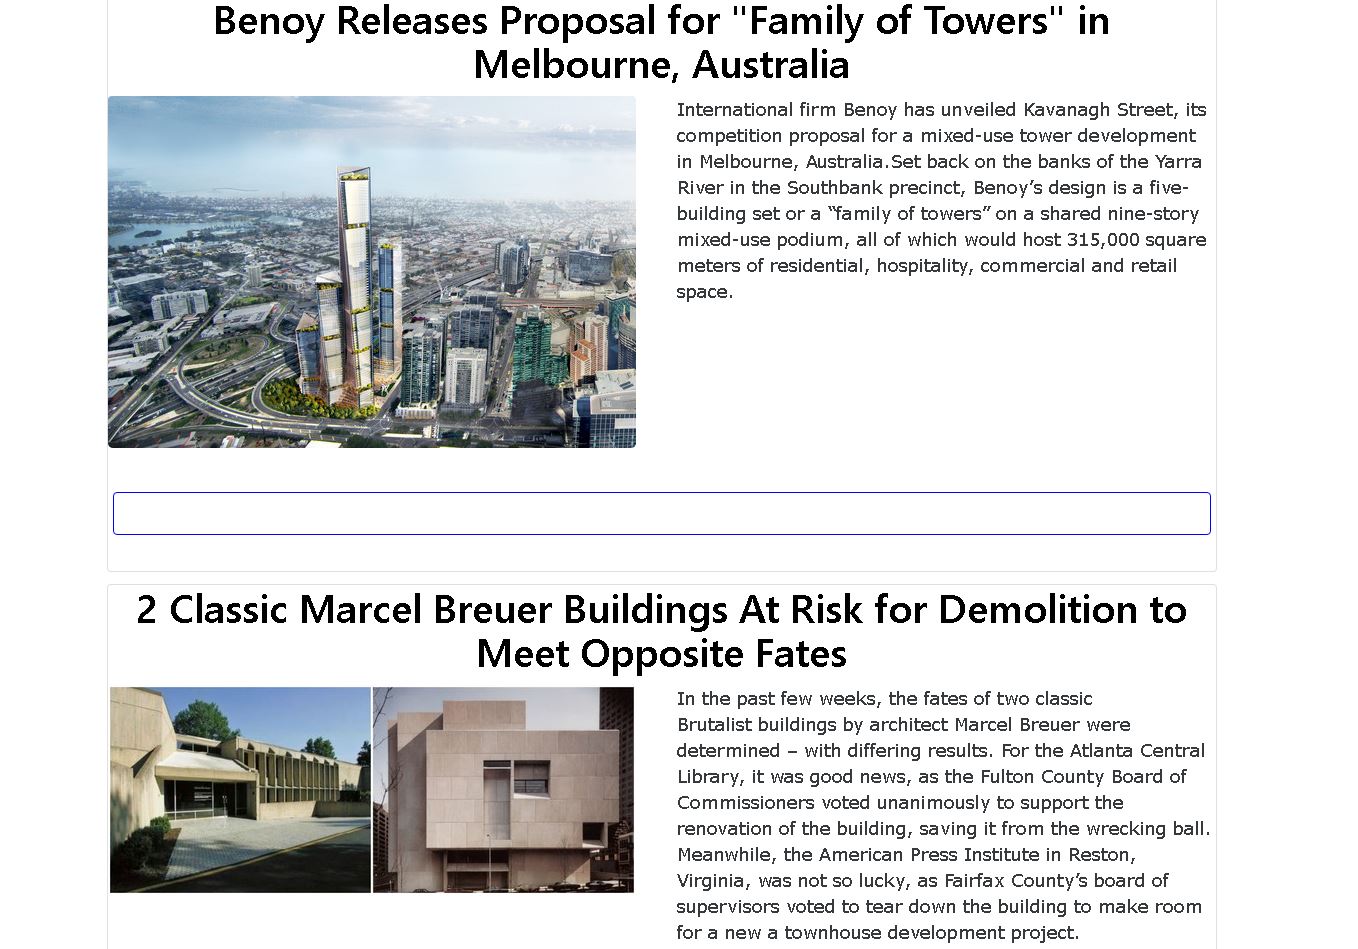 Benoy Releases Proposal for "Family of Towers" in
Melbourne, Australia
International firm Benoy has unveiled Kavanagh Street, its
competition proposal for a mixed-use tower development
in Melbourne, Australia.Set back on the banks of the Yarra
River in the Southbank precinct, Benoy’s design is a five-
building set or a “family of towers” on a shared nine-story
mixed-use podium, all of which would host 315,000 square
meters of residential, hospitality, commercial and retail
space.
2 Classic Marcel Breuer Buildings At Risk for Demolition to
Meet Opposite Fates
In the past few weeks, the fates of two classic
Brutalist buildings by architect Marcel Breuer were
determined – with differing results. For the Atlanta Central
Library, it was good news, as the Fulton County Board of
Commissioners voted unanimously to support the
renovation of the building, saving it from the wrecking ball.
Meanwhile, the American Press Institute in Reston,
Virginia, was not so lucky, as Fairfax County’s board of
supervisors voted to tear down the building to make room
for a new a townhouse development project.